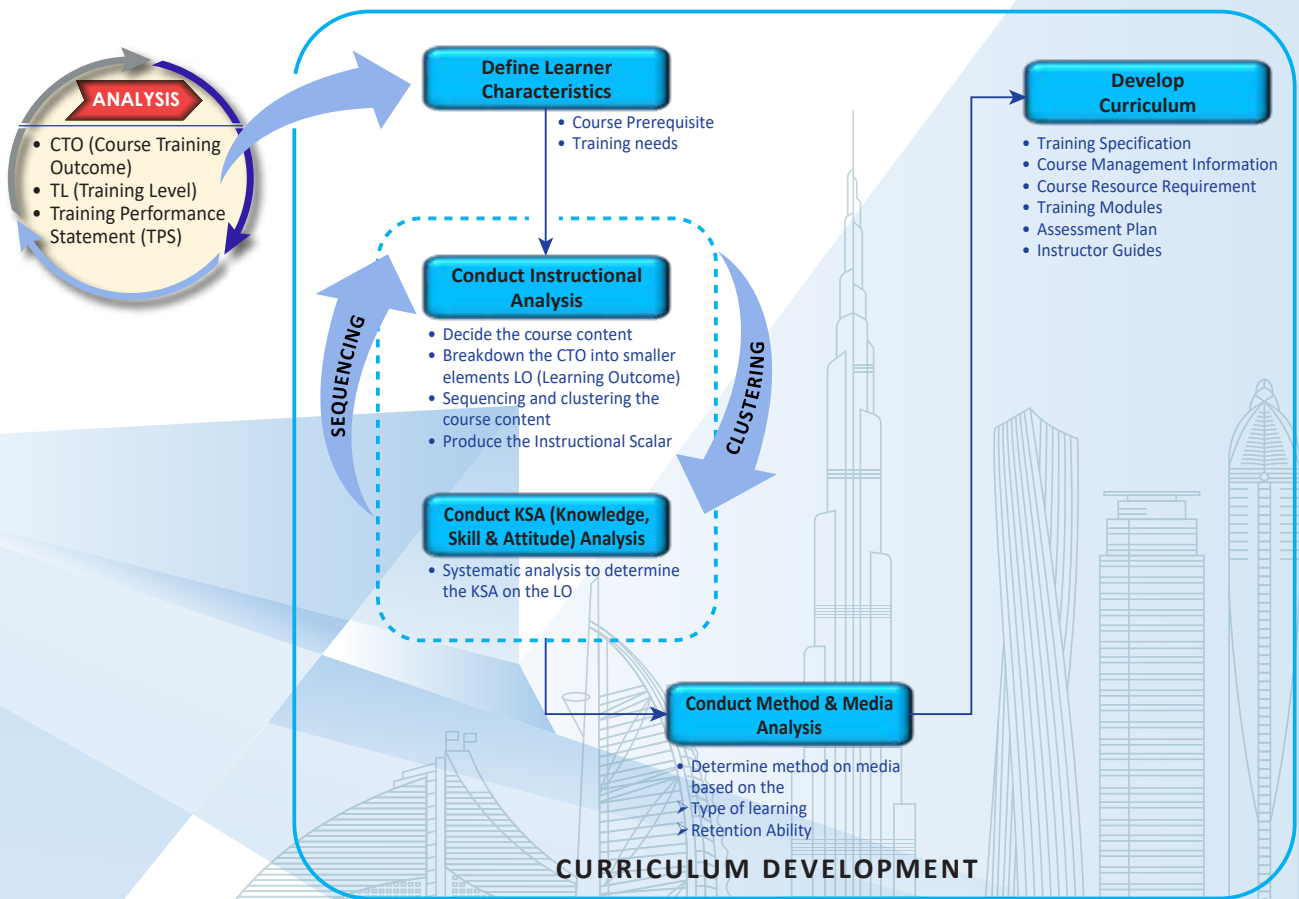 ANALYSIS
• CTO (Course Training
Outcome)
• TL (Training Level)
• Training Performance
Statement (TPS)
Define Learner
Characteristics
• Course Prerequisite
• Training needs
SEQUENCING
CLUSTERING
Conduct Instructional
Analysis
• Decide the course content
• Breakdown the CTO into smaller
elements LO (Learning Outcome)
• Sequencing and clustering the
course content
• Produce the Instructional Scalar
Conduct KSA (Knowledge,
Skill & Attitude) Analysis
• Systematic analysis to determine
the KSA on the LO
Conduct Method & Media
Analysis
• Determine method on media
based on the
➢ Type of learning
➢ Retention Ability
Develop
Curriculum
• Training Specification
• Course Management Information
• Course Resource Requirement
• Training Modules
• Assessment Plan
• Instructor Guides
CURRICULUM DEVELOPMENT